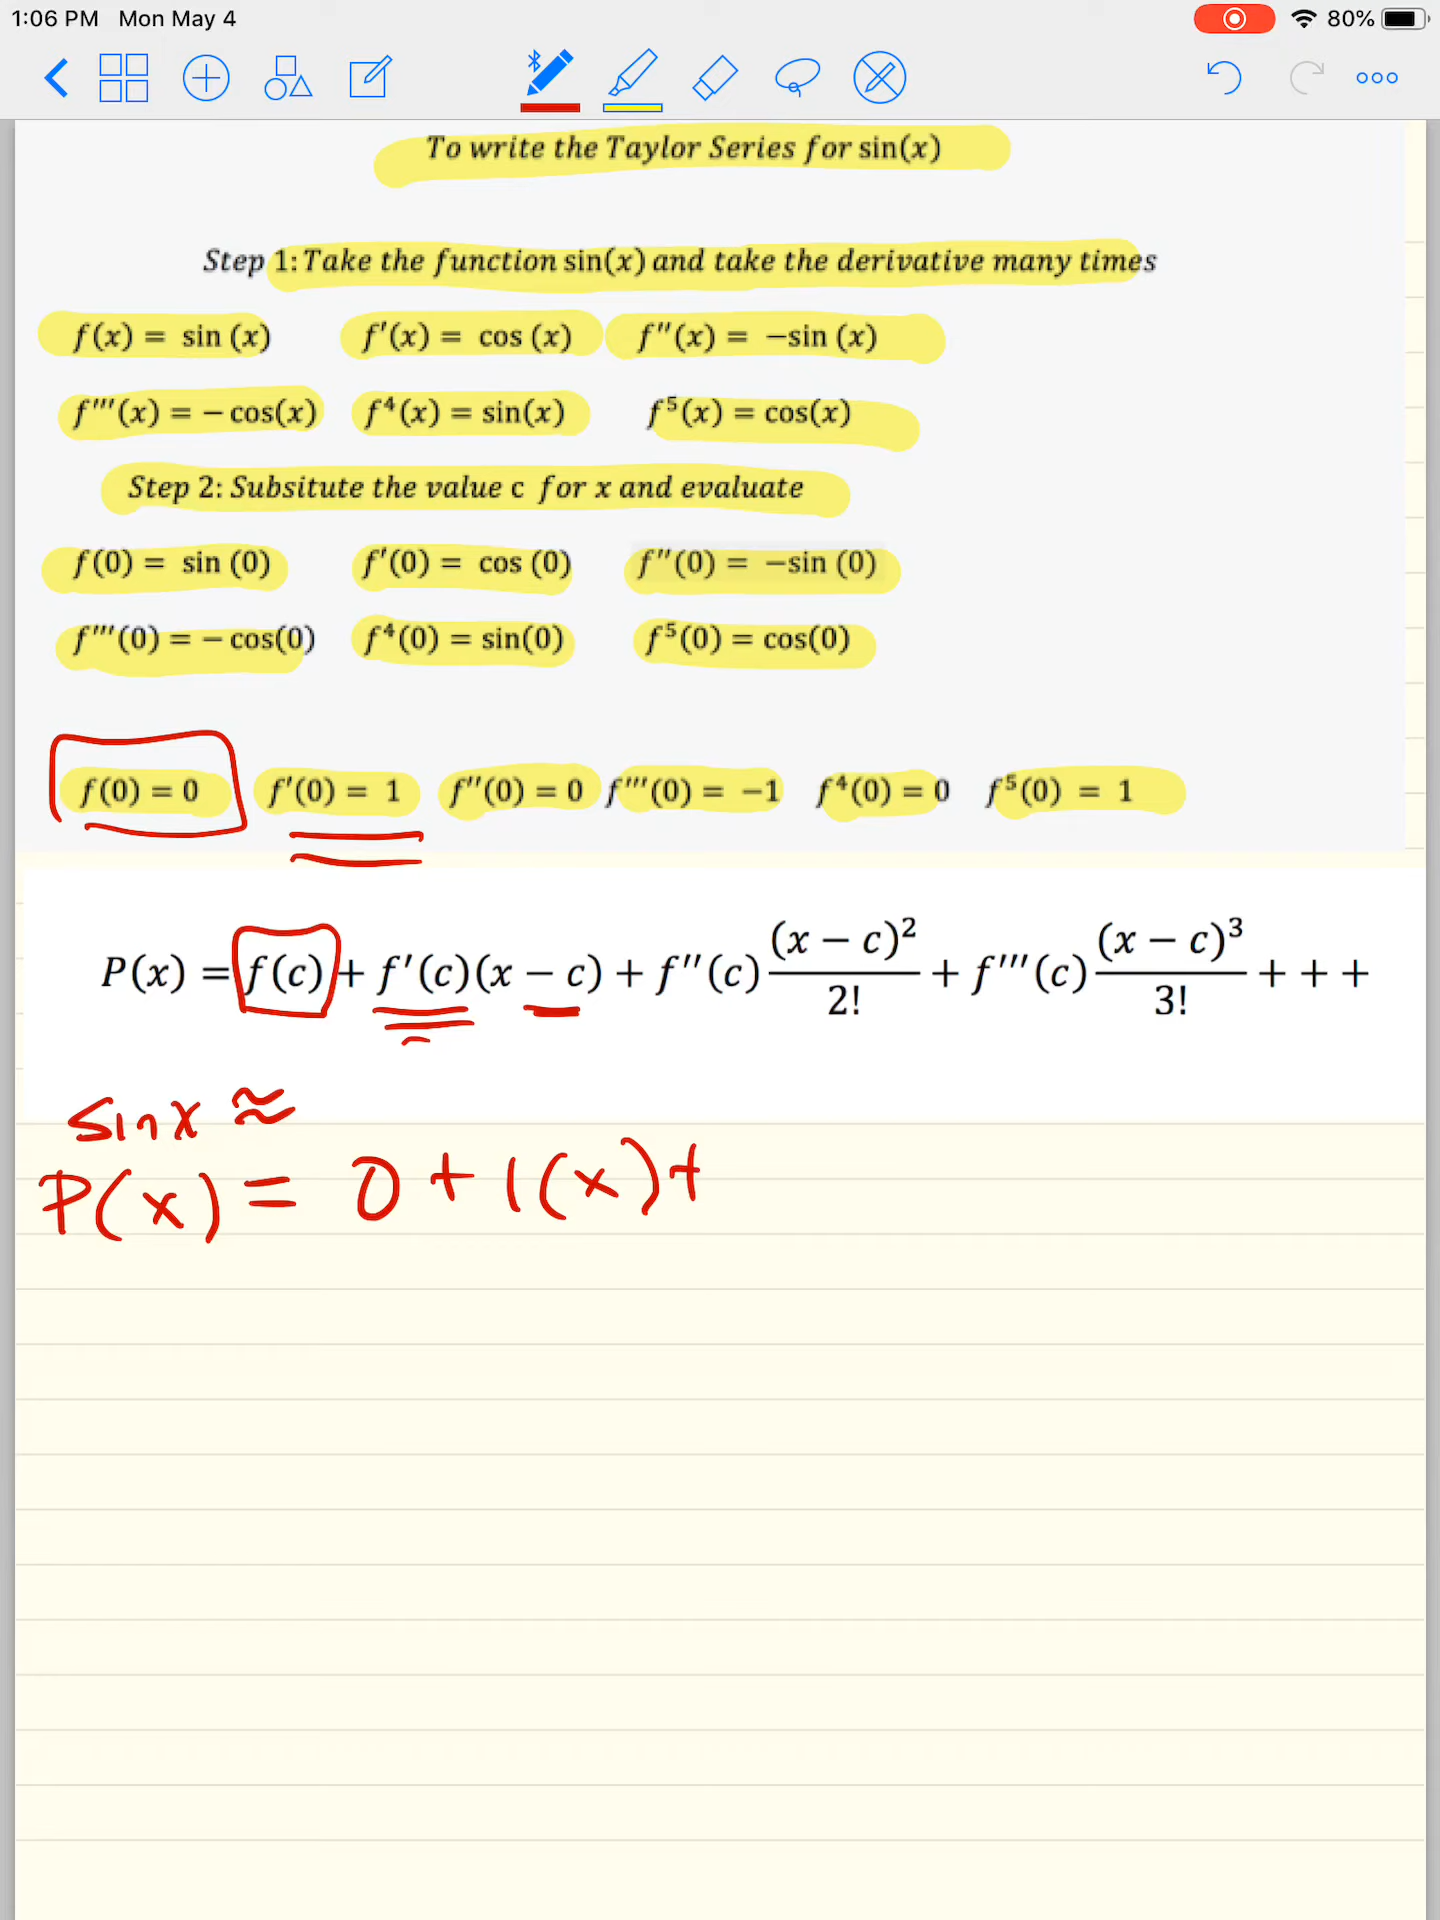 1:06 PM Mon May 4 80%
To write the Taylor Series for sin(x)
Step 1: Take the function sin(x) and take the derivative many times
f(x) = sin (x) f'(x) = cos (x) f''(x) = −sin (x)
f'''(x) = − cos(x) f⁴(x) = sin(x) f⁵(x) = cos(x)
Step 2: Subsitute the value c for x and evaluate
f(0) = sin (0) f'(0) = cos (0) f''(0) = −sin (0)
f'''(0) = − cos(0) f⁴(0) = sin(0) f⁵(0) = cos(0)
f(0) = 0 f'(0) = 1 f''(0) = 0 f'''(0) = −1 f⁴(0) = 0 f⁵(0) = 1
P(x) = f(c) + f'(c)(x − c) + f''(c) (x − c)²/2! + f'''(c) (x − c)³/3! + + +
sin x ≈
P(x) = 0 + 1(x) +